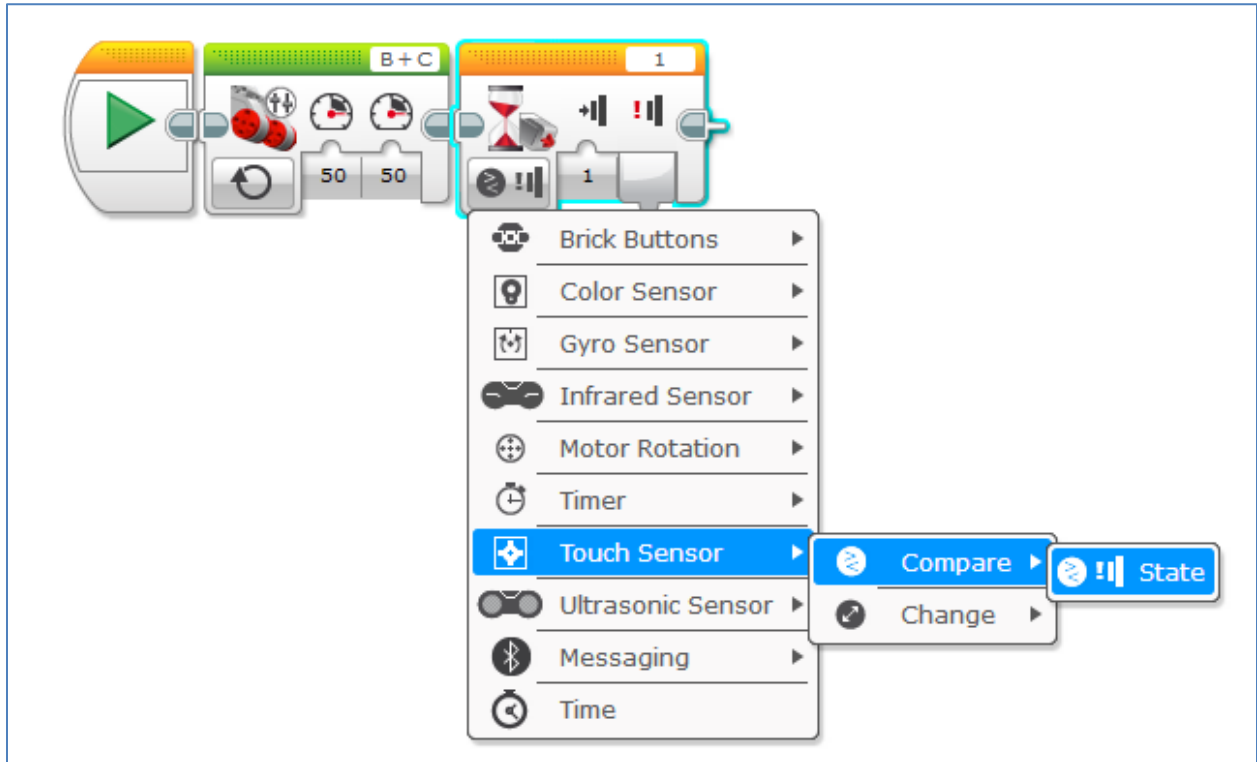 B + C
1
50 50
1
Brick Buttons
Color Sensor
Gyro Sensor
Infrared Sensor
Motor Rotation
Timer
Touch Sensor
Compare
State
Ultrasonic Sensor
Change
Messaging
Time